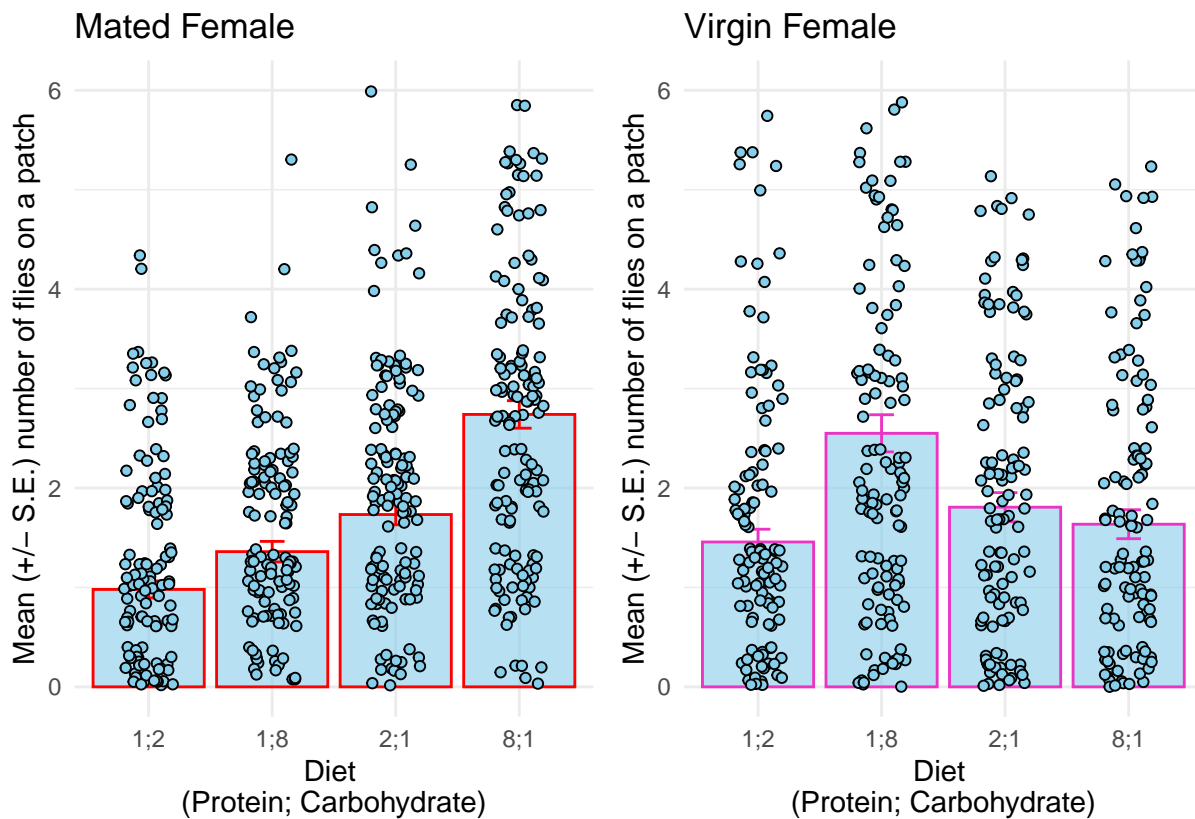 Mated Female
Mean (+/− S.E.) number of flies on a patch
6
4
2
0
1;2 1;8 2;1 8;1
Diet
(Protein; Carbohydrate)
Virgin Female
Mean (+/− S.E.) number of flies on a patch
6
4
2
0
1;2 1;8 2;1 8;1
Diet
(Protein; Carbohydrate)